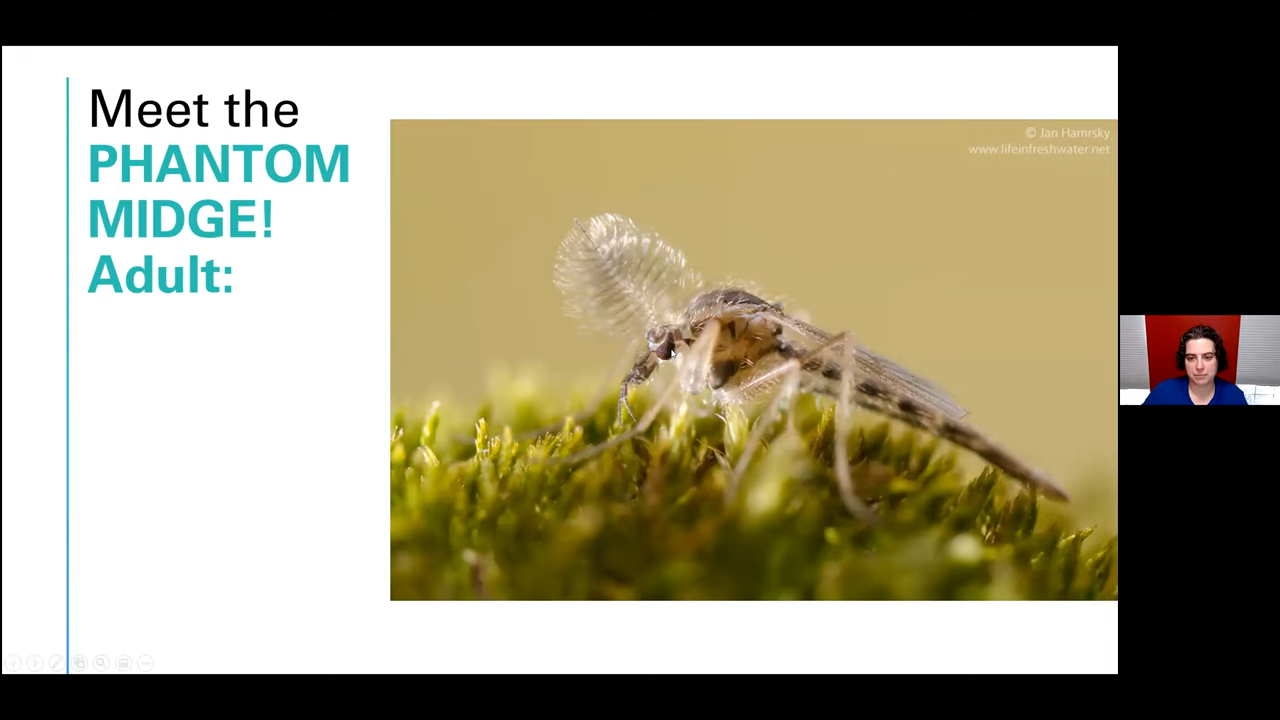 Meet the
PHANTOM
MIDGE!
Adult:
© Jan Hamrsky
www.lifeinfreshwater.net